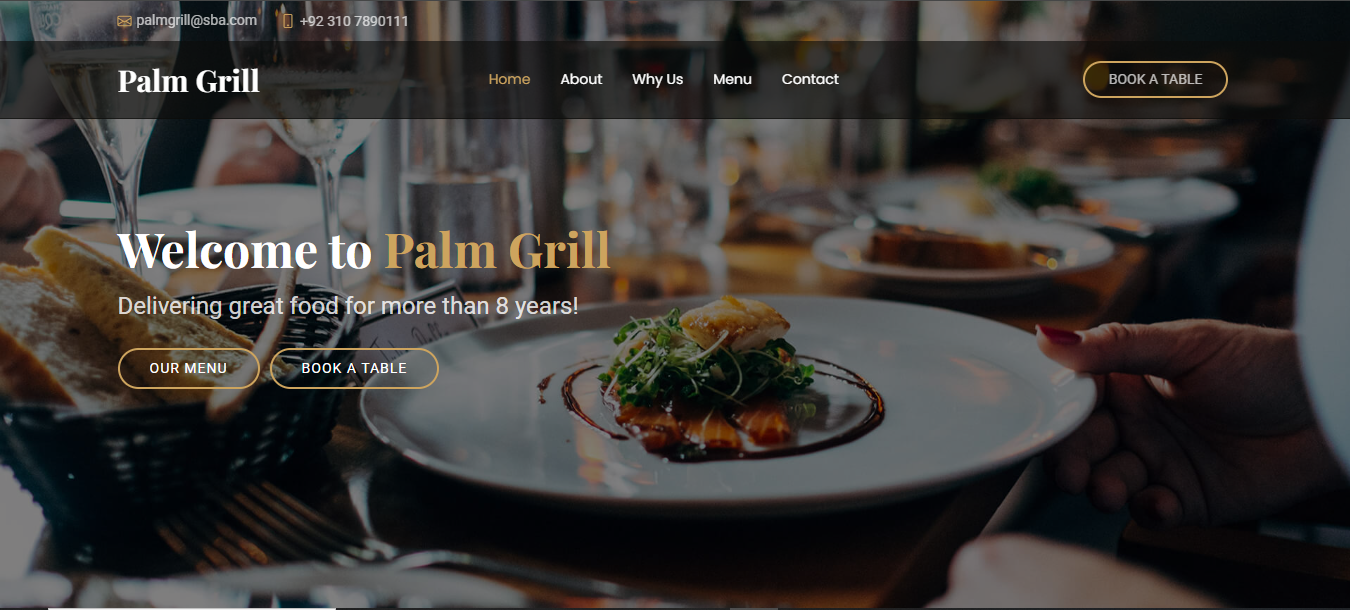 palmgrill@sba.com +92 310 7890111
Palm Grill Home About Why Us Menu Contact BOOK A TABLE
Welcome to Palm Grill
Delivering great food for more than 8 years!
OUR MENU BOOK A TABLE